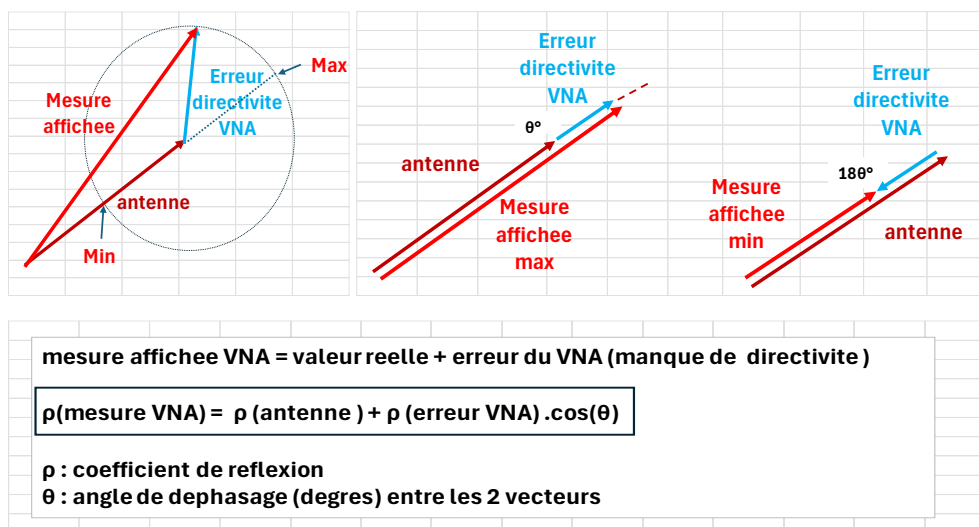 Max
Erreur
directivite
VNA
Mesure
affichee
antenne
Min
Erreur
directivite
VNA
θ°
antenne
Mesure
affichee
max
Erreur
directivite
VNA
18θ°
Mesure
affichee
min
antenne
mesure affichee VNA = valeur reelle + erreur du VNA (manque de directivite )
ρ(mesure VNA) = ρ (antenne ) + ρ (erreur VNA) .cos(θ)
ρ : coefficient de reflexion
θ : angle de dephasage (degres) entre les 2 vecteurs